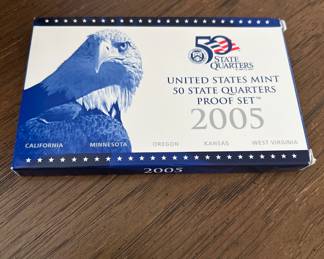 50
STATE
QUARTERS
UNITED STATES MINT
50 STATE QUARTERS
PROOF SET™
2005
CALIFORNIA MINNESOTA OREGON KANSAS WEST VIRGINIA
2005